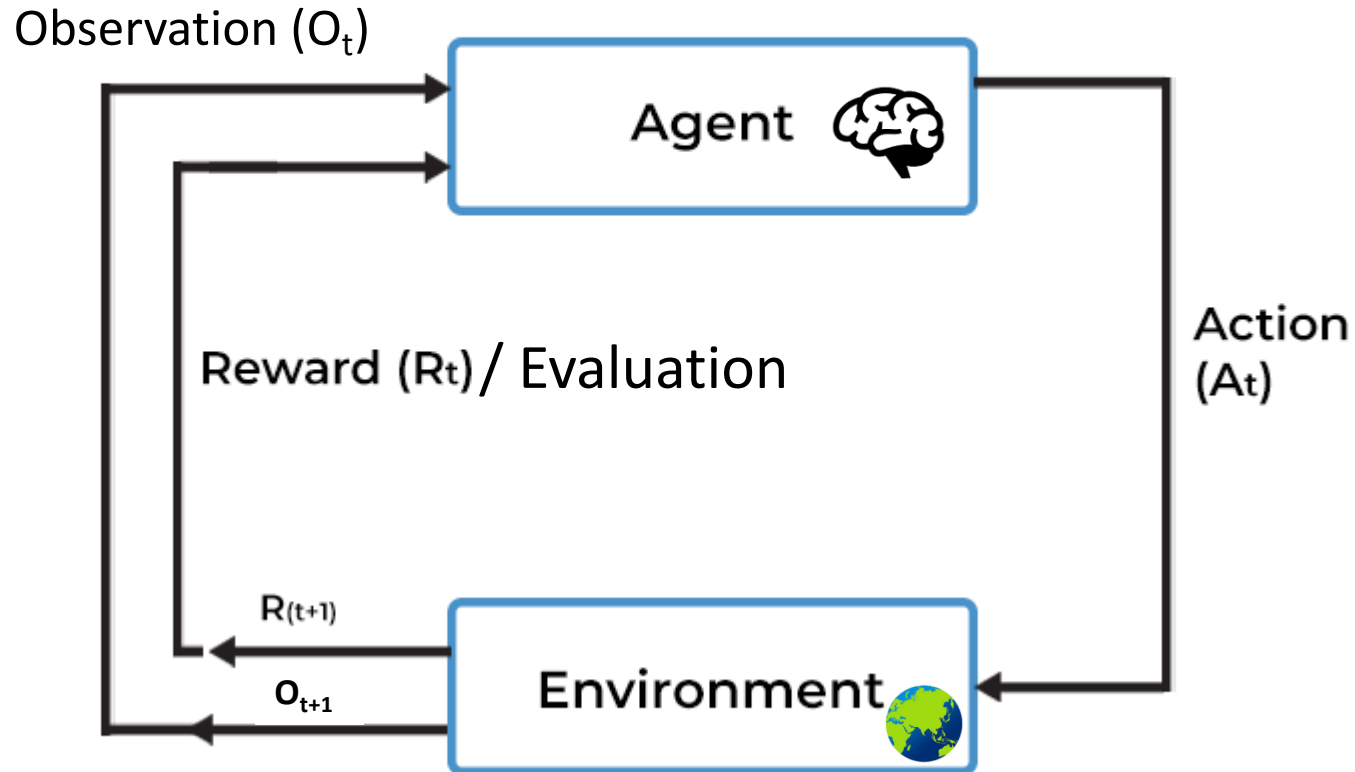 Observation (Ot)
Agent
Action
(At)
Reward (Rt) / Evaluation
R(t+1)
Ot+1
Environment